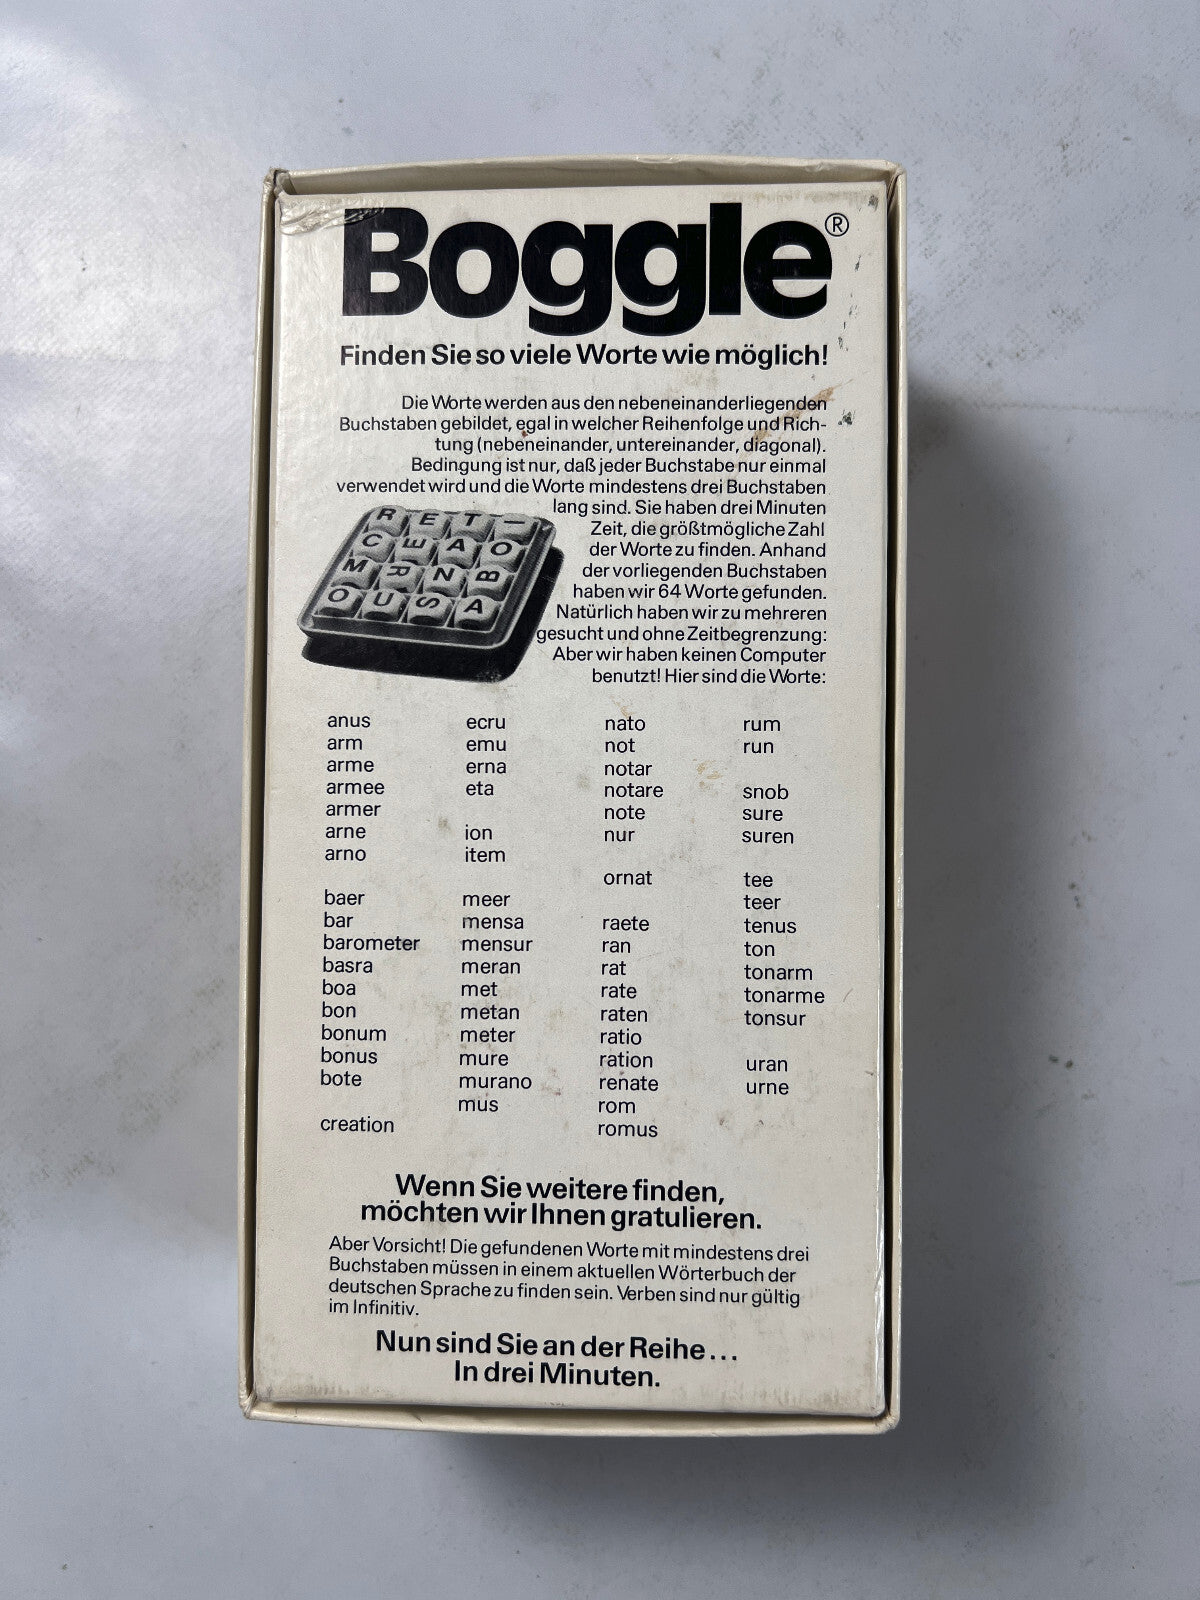 Boggle®
Finden Sie so viele Worte wie möglich!
Die Worte werden aus den nebeneinanderliegenden
Buchstaben gebildet, egal in welcher Reihenfolge und Rich-
tung (nebeneinander, untereinander, diagonal).
Bedingung ist nur, daß jeder Buchstabe nur einmal
verwendet wird und die Worte mindestens drei Buchstaben
lang sind. Sie haben drei Minuten
Zeit, die größtmögliche Zahl
der Worte zu finden. Anhand
der vorliegenden Buchstaben
haben wir 64 Worte gefunden.
Natürlich haben wir zu mehreren
gesucht und ohne Zeitbegrenzung:
Aber wir haben keinen Computer
benutzt! Hier sind die Worte:
R E T I
C E A O
M R N B
O U S A
anus
arm
arme
armee
armer
arne
arno
baer
bar
barometer
basra
boa
bon
bonum
bonus
bote
creation
ecru
emu
erna
eta
ion
item
meer
mensa
mensur
meran
met
metan
meter
mure
murano
mus
nato
not
notar
notare
note
nur
ornat
raete
ran
rat
rate
raten
ratio
ration
renate
rom
romus
rum
run
snob
sure
suren
tee
teer
tenus
ton
tonarm
tonarme
tonsur
uran
urne
Wenn Sie weitere finden,
möchten wir Ihnen gratulieren.
Aber Vorsicht! Die gefundenen Worte mit mindestens drei
Buchstaben müssen in einem aktuellen Wörterbuch der
deutschen Sprache zu finden sein. Verben sind nur gültig
im Infinitiv.
Nun sind Sie an der Reihe...
In drei Minuten.